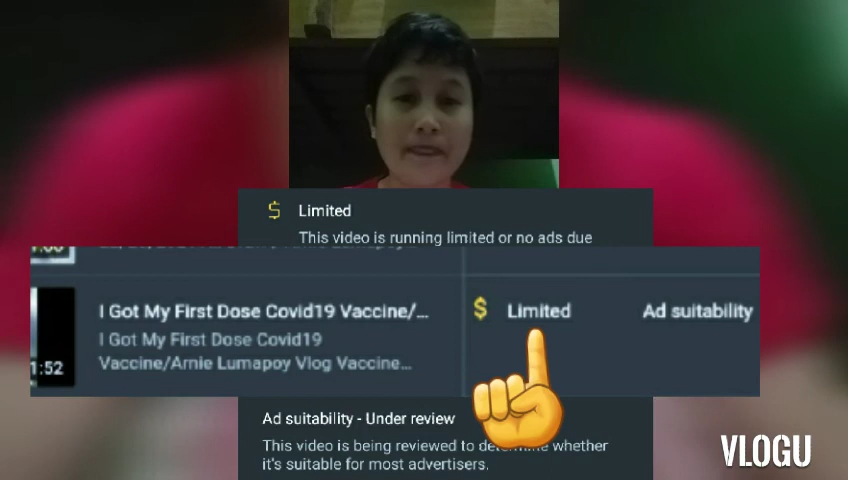 Limited
This video is running limited or no ads due
I Got My First Dose Covid19 Vaccine/...
I Got My First Dose Covid19
Vaccine/Arnie Lumapoy Vlog Vaccine...
1:52
$ Limited
Ad suitability
Ad suitability - Under review
This video is being reviewed to determine whether
it's suitable for most advertisers.
VLOGU